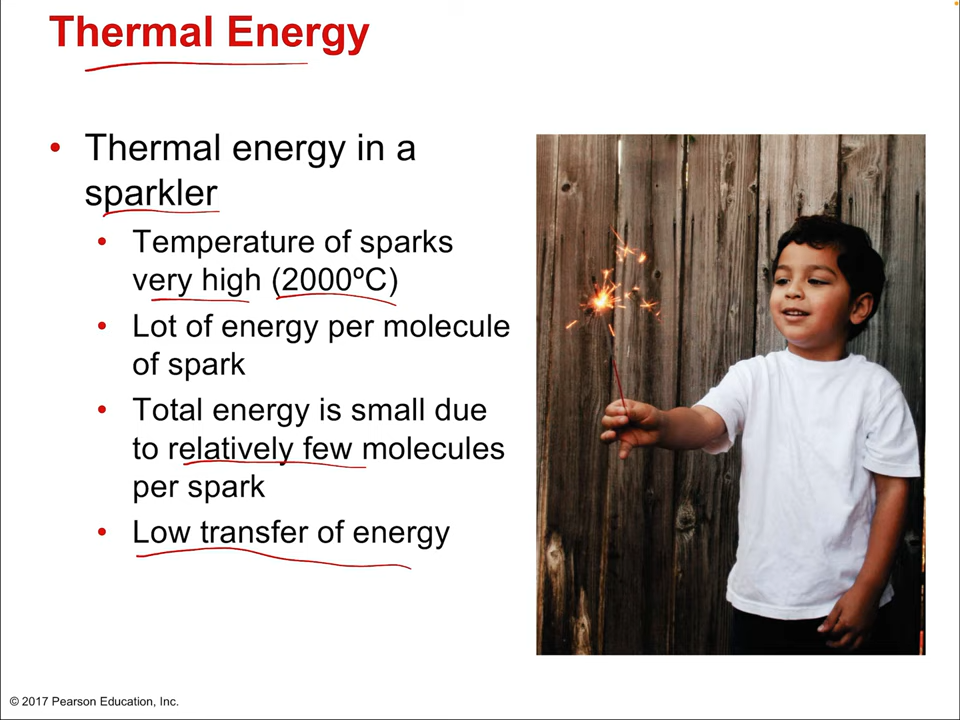 Thermal Energy
• Thermal energy in a
sparkler
• Temperature of sparks
very high (2000ºC)
• Lot of energy per molecule
of spark
• Total energy is small due
to relatively few molecules
per spark
• Low transfer of energy
© 2017 Pearson Education, Inc.